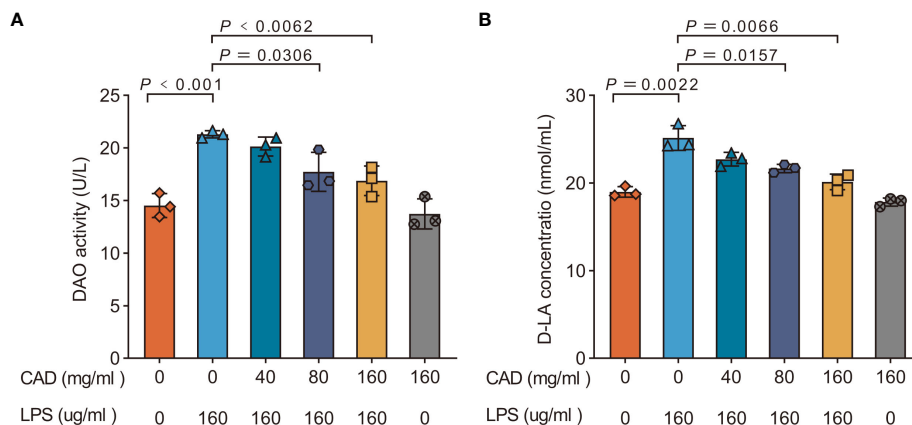 A
P < 0.0062
P = 0.0306
P < 0.001
DAO activity (U/L)
25
20
15
10
5
0
CAD (mg/ml ) 0 0 40 80 160 160
LPS (ug/ml ) 0 160 160 160 160 0
B
P = 0.0066
P = 0.0157
P = 0.0022
D-LA concentratio (nmol/mL)
30
20
10
0
CAD (mg/ml ) 0 0 40 80 160 160
LPS (ug/ml ) 0 160 160 160 160 0